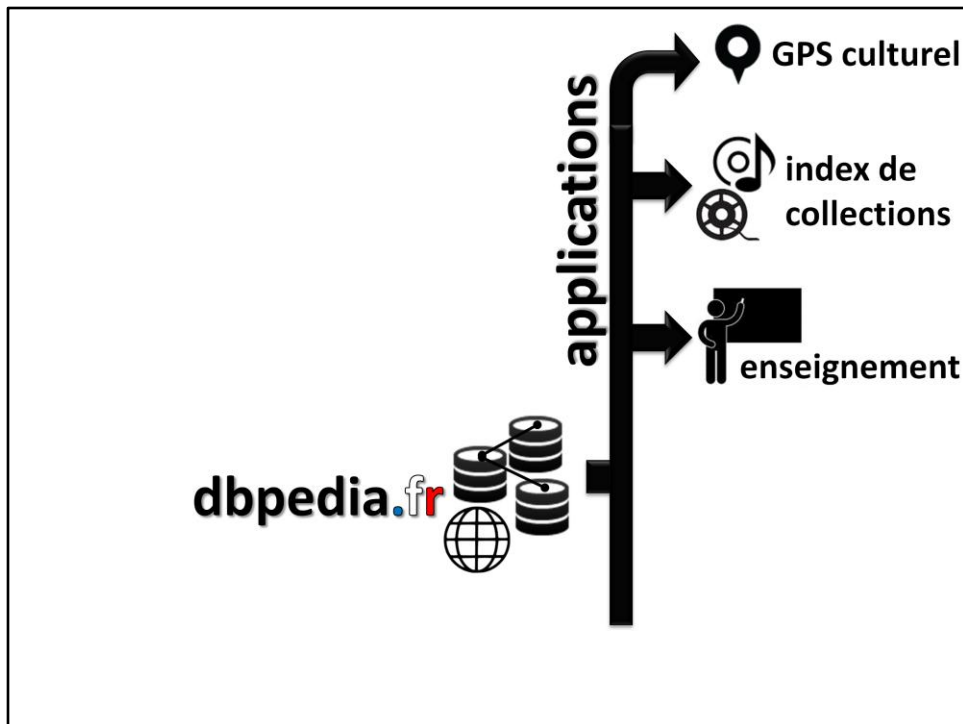 applications
GPS culturel
index de
collections
enseignement
dbpedia.fr